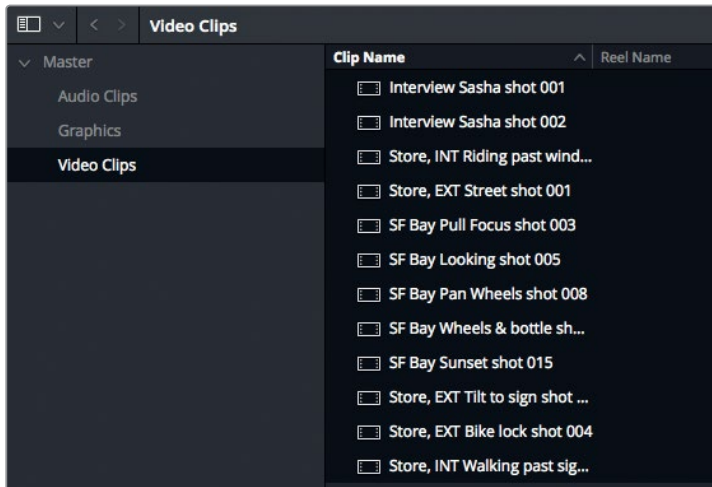 Video Clips
Master
Audio Clips
Graphics
Video Clips
Clip Name
Reel Name
Interview Sasha shot 001
Interview Sasha shot 002
Store, INT Riding past wind...
Store, EXT Street shot 001
SF Bay Pull Focus shot 003
SF Bay Looking shot 005
SF Bay Pan Wheels shot 008
SF Bay Wheels & bottle sh...
SF Bay Sunset shot 015
Store, EXT Tilt to sign shot ...
Store, EXT Bike lock shot 004
Store, INT Walking past sig...